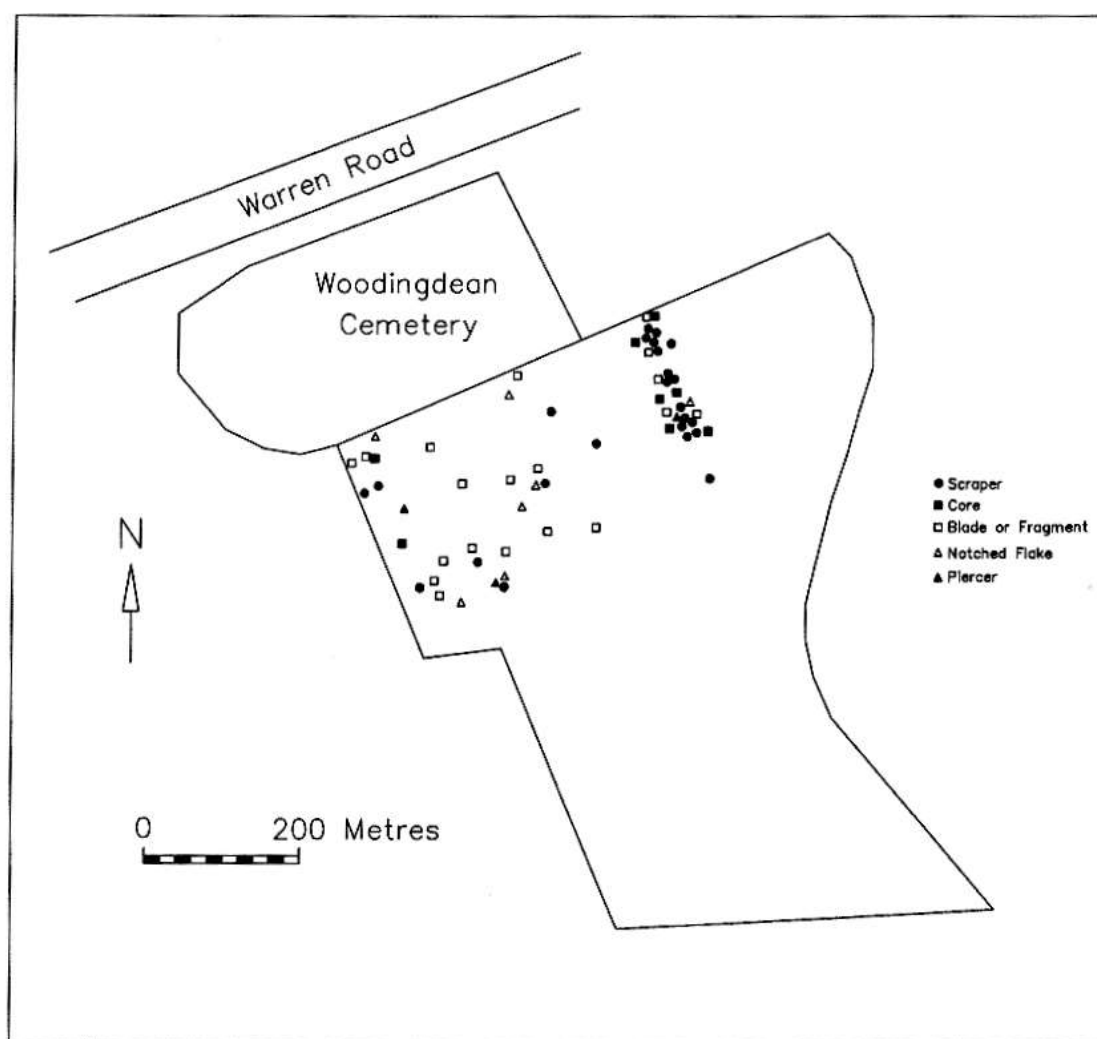 Warren Road
Woodingdean
Cemetery
Scraper
Core
Blade or Fragment
Notched Flake
Piercer
N
0 200 Metres